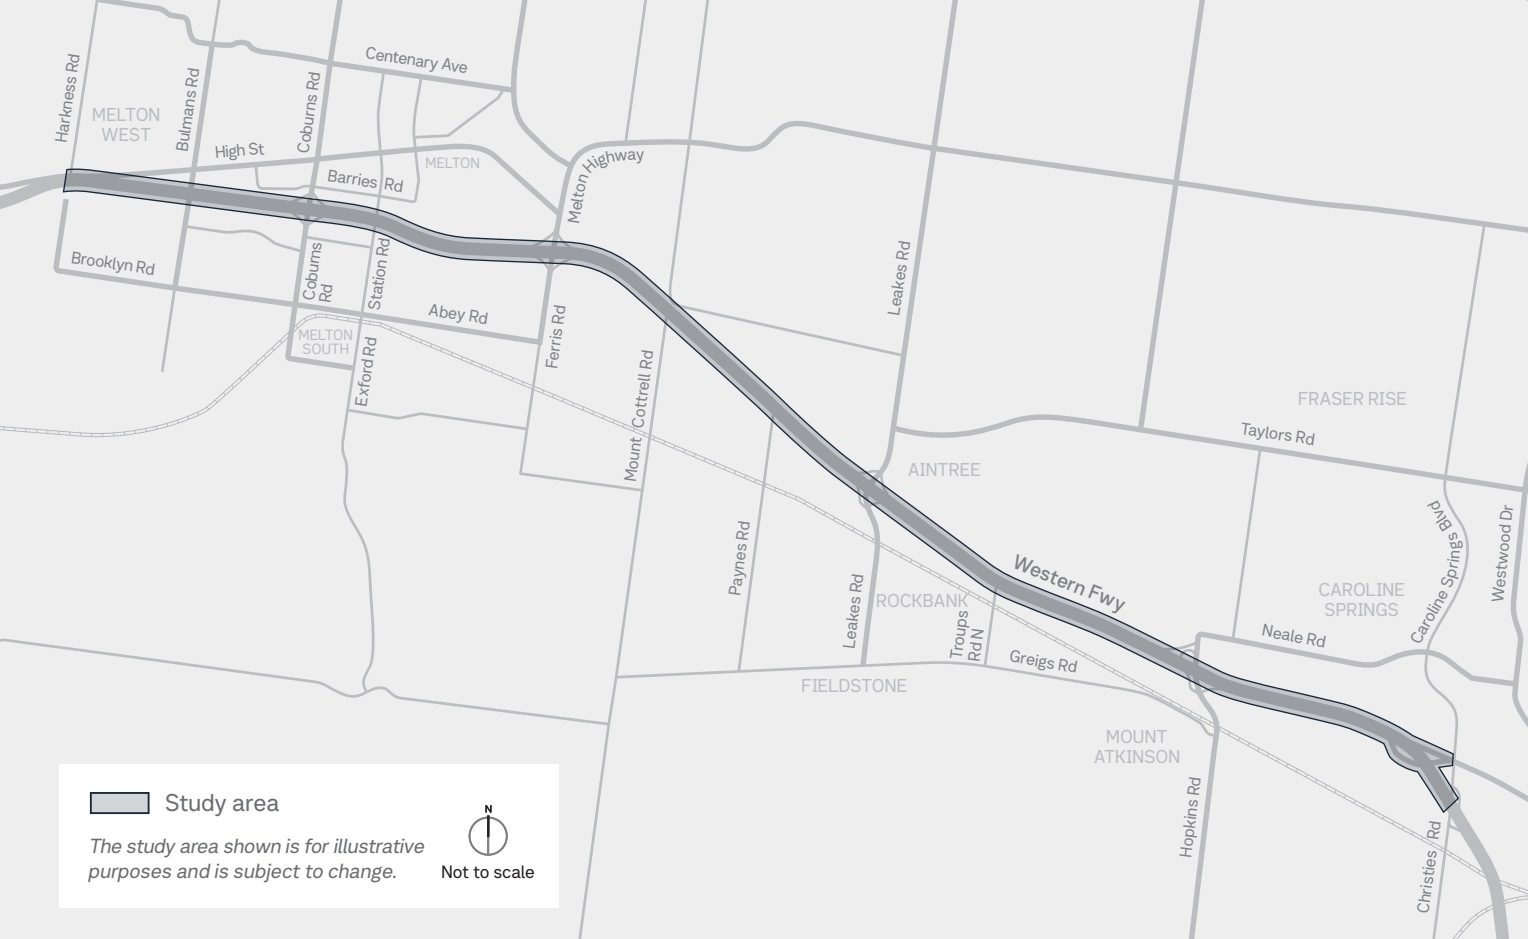 Centenary Ave
Harkness Rd
Bulmans Rd
Coburns Rd
MELTON
WEST
High St
MELTON
Melton Highway
Barries Rd
Brooklyn Rd
Coburns
Rd
Station Rd
Leakes Rd
Abey Rd
Ferris Rd
MELTON
SOUTH
Exford Rd
Mount Cottrell Rd
FRASER RISE
Taylors Rd
AINTREE
Caroline Springs Blvd
Westwood Dr
Paynes Rd
Western Fwy
Leakes Rd
ROCKBANK
CAROLINE
SPRINGS
Troups
Rd N
Neale Rd
Greigs Rd
FIELDSTONE
MOUNT
ATKINSON
Hopkins Rd
Christies Rd
Study area
The study area shown is for illustrative
purposes and is subject to change.
N
Not to scale